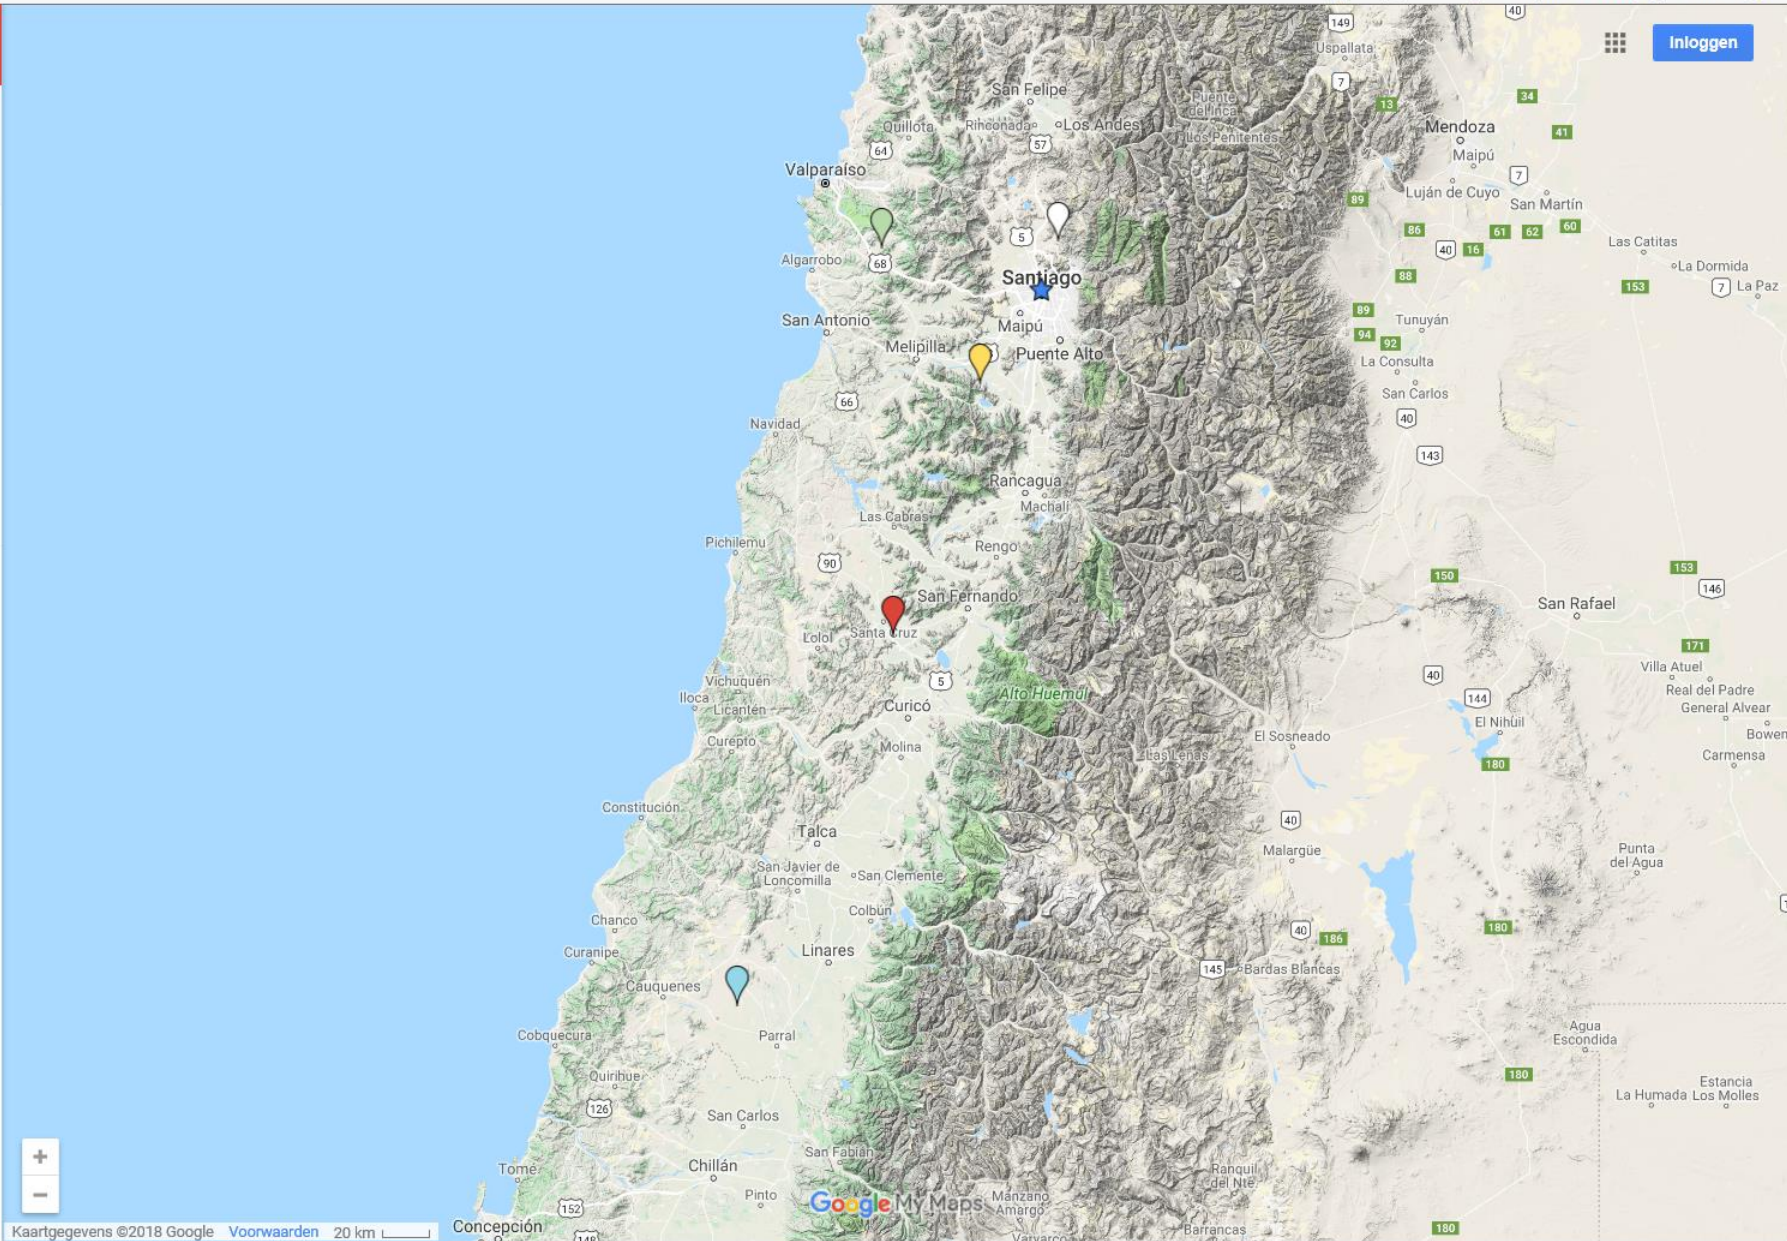 40
149
Uspallata
Inloggen
7
San Felipe
Puente
del Inca
13
34
Quillota
Rinconada
Los Andes
Los Penitentes
Mendoza
41
64
57
Maipú
Valparaíso
7
Luján de Cuyo
89
San Martín
5
86
61
62
60
40
16
Las Catitas
Algarrobo
68
Santiago
88
La Dormida
153
7
La Paz
San Antonio
Maipú
89
Tunuyán
94
92
Melipilla
Puente Alto
La Consulta
San Carlos
66
40
Navidad
143
Rancagua
Machalí
Las Cabras
Pichilemu
Rengo
90
150
153
146
San Fernando
San Rafael
Lolol
Santa Cruz
171
5
Vichuquén
Alto Huemul
40
Villa Atuel
Iloca
Licantén
Curicó
144
Real del Padre
General Alvear
El Nihuil
Curepto
Molina
El Sosneado
Bowen
Las Leñas
Carmensa
180
Constitución
40
Talca
Malargüe
Punta
del Agua
San Javier de
Loncomilla
San Clemente
Colbún
Chanco
40
186
180
Curanipe
Linares
145
Bardas Blancas
Cauquenes
Cobquecura
Parral
Agua
Escondida
Quirihue
180
Estancia
Los Molles
La Humada
126
San Carlos
San Fabián
Tomé
Chillán
Ranquil
del Nte.
Pinto
Google My Maps
Manzano
Amargo
152
Concepción
148
Varvarco
Barrancas
180
Kaartgegevens ©2018 Google Voorwaarden 20 km